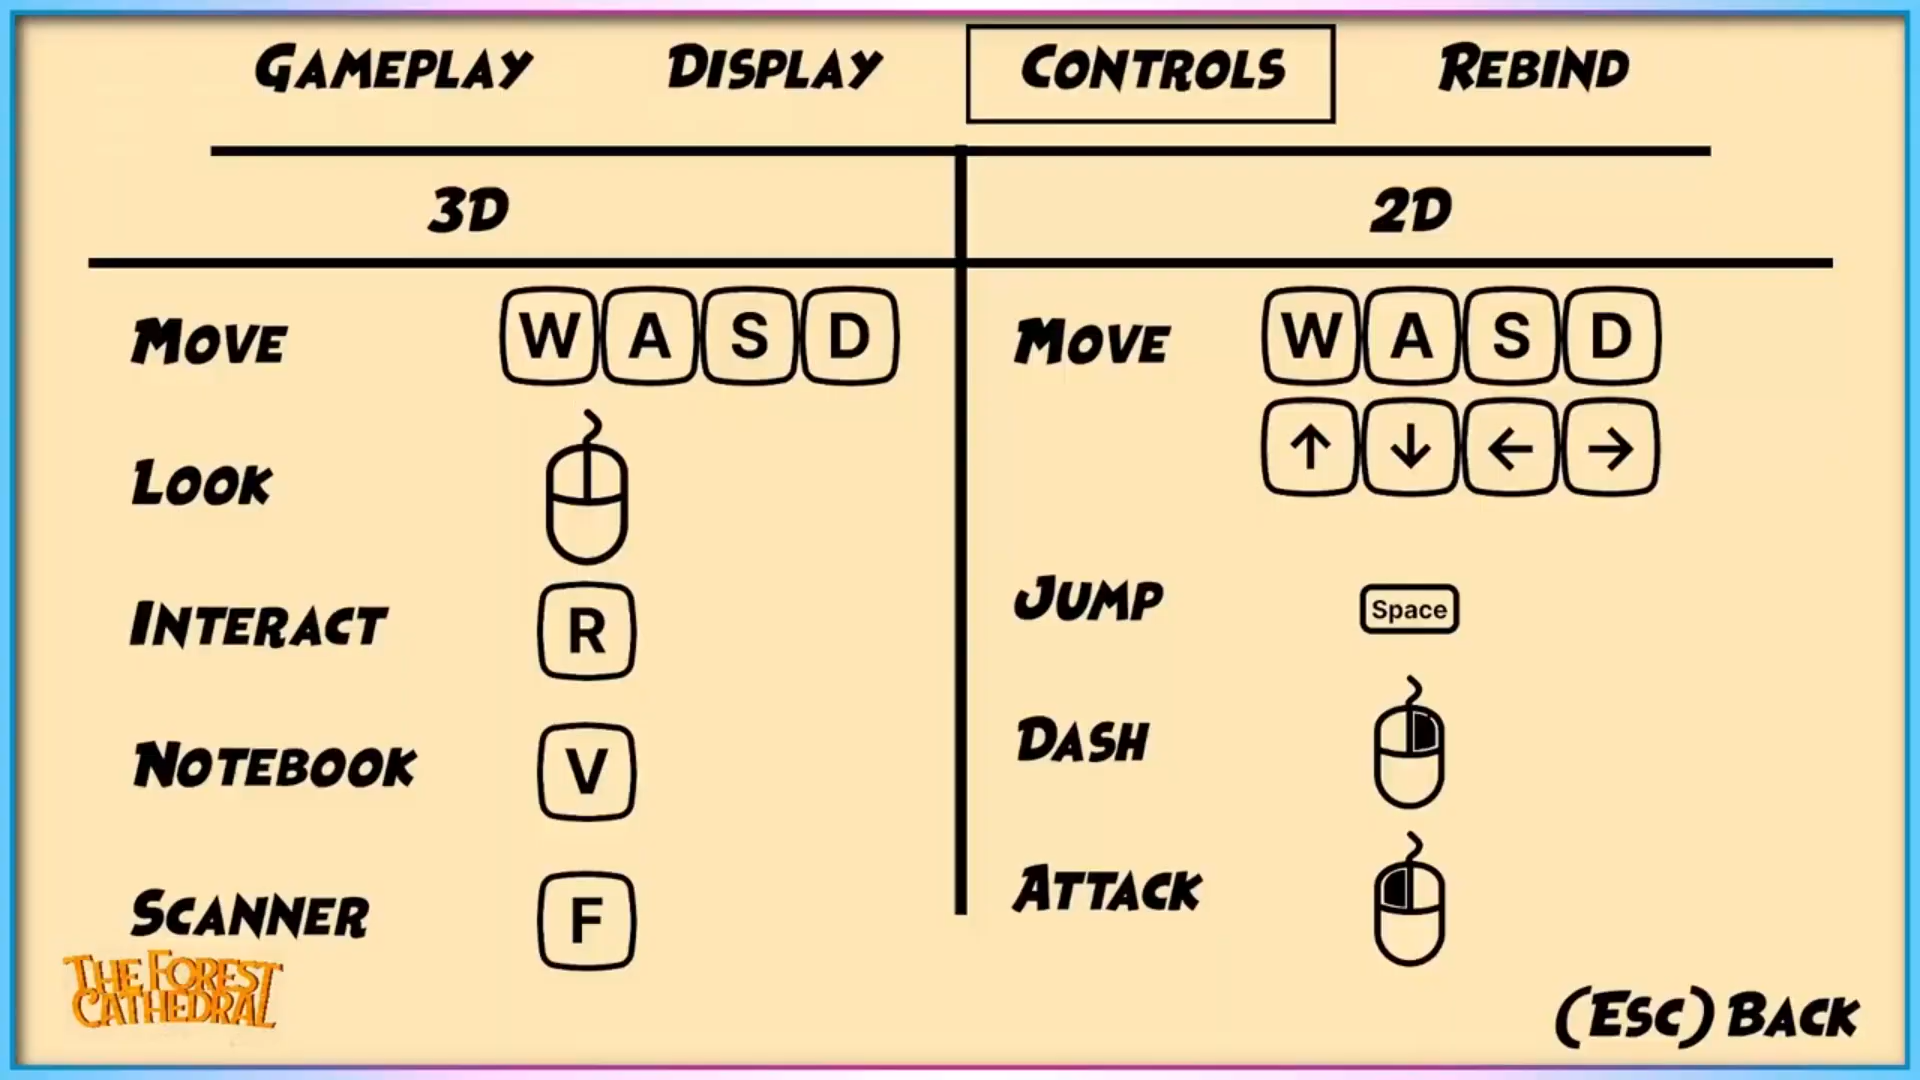 GAMEPLAY DISPLAY CONTROLS REBIND
3D 2D
MOVE W A S D MOVE W A S D
↑ ↓ ← →
LOOK
INTERACT R JUMP Space
NOTEBOOK V DASH
SCANNER F ATTACK
THE FOREST
CATHEDRAL
(ESC) BACK